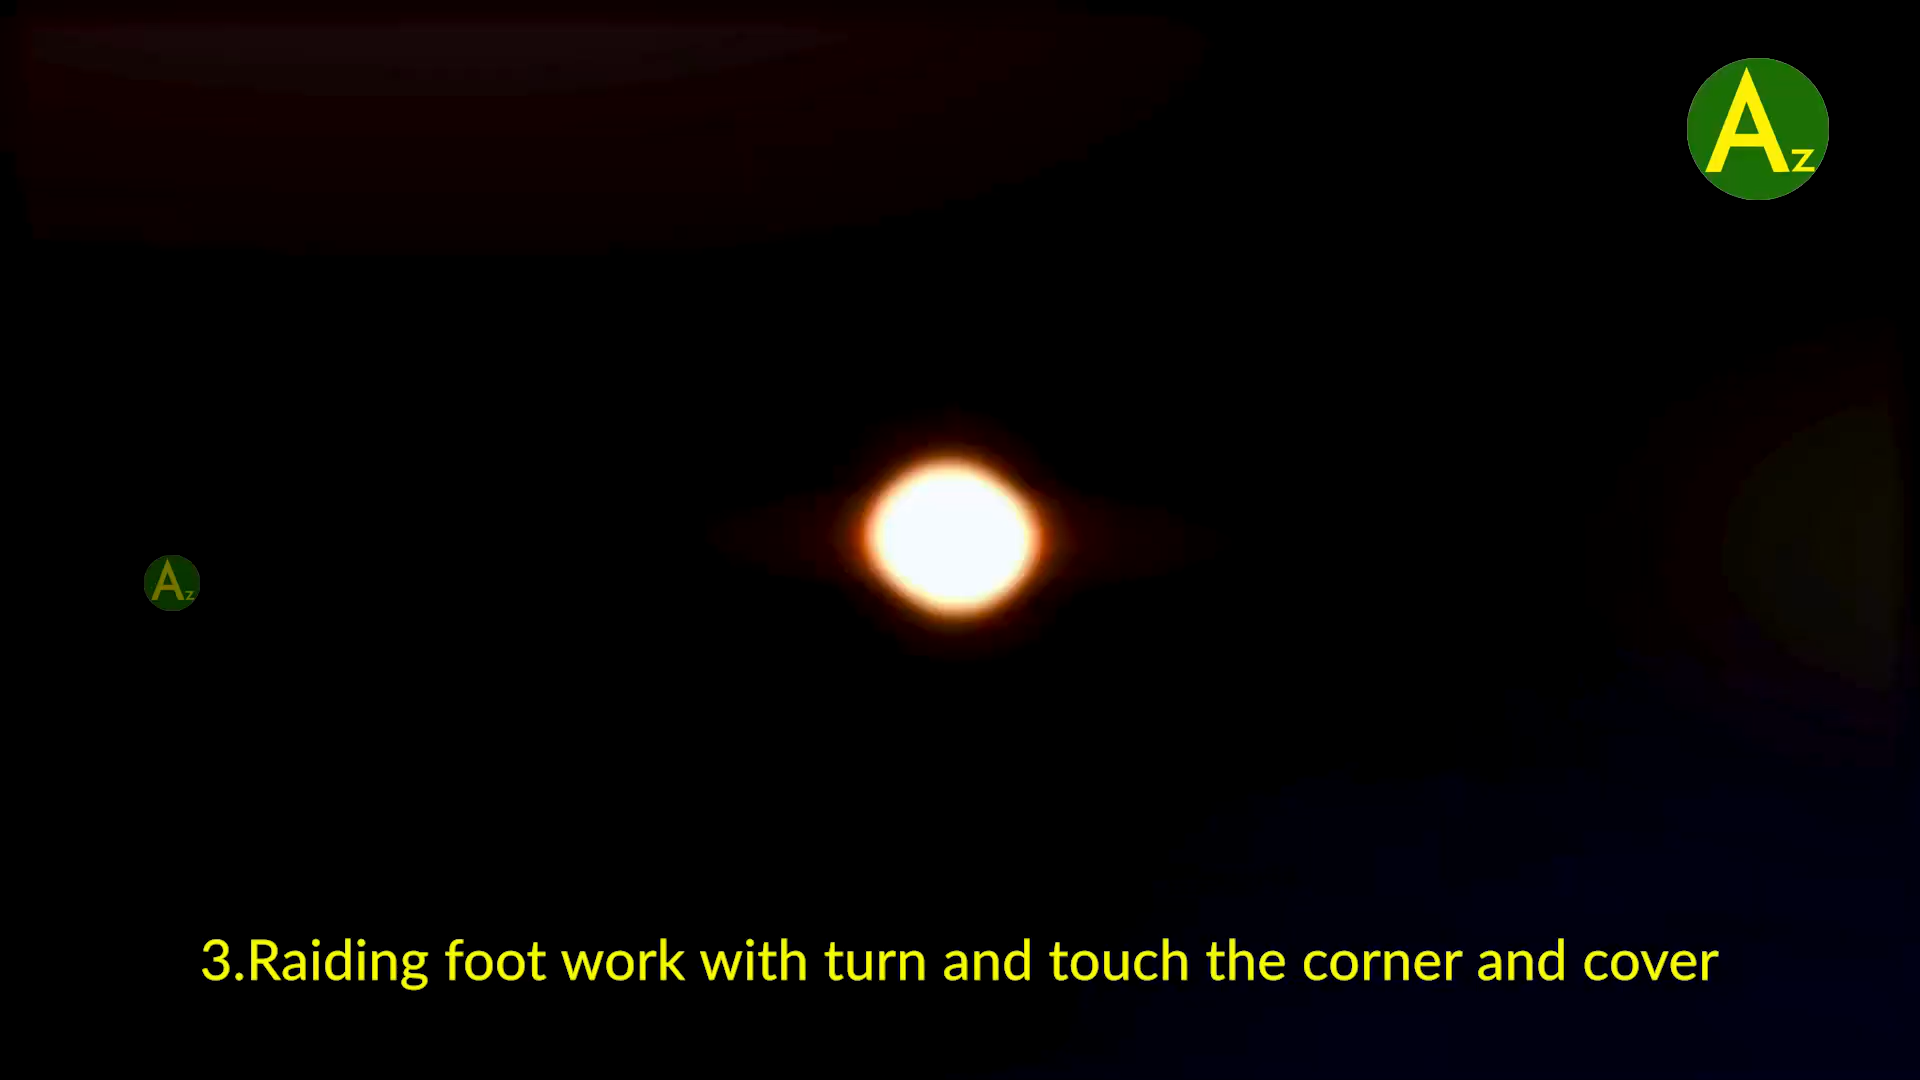 Az
Az
3.Raiding foot work with turn and touch the corner and cover